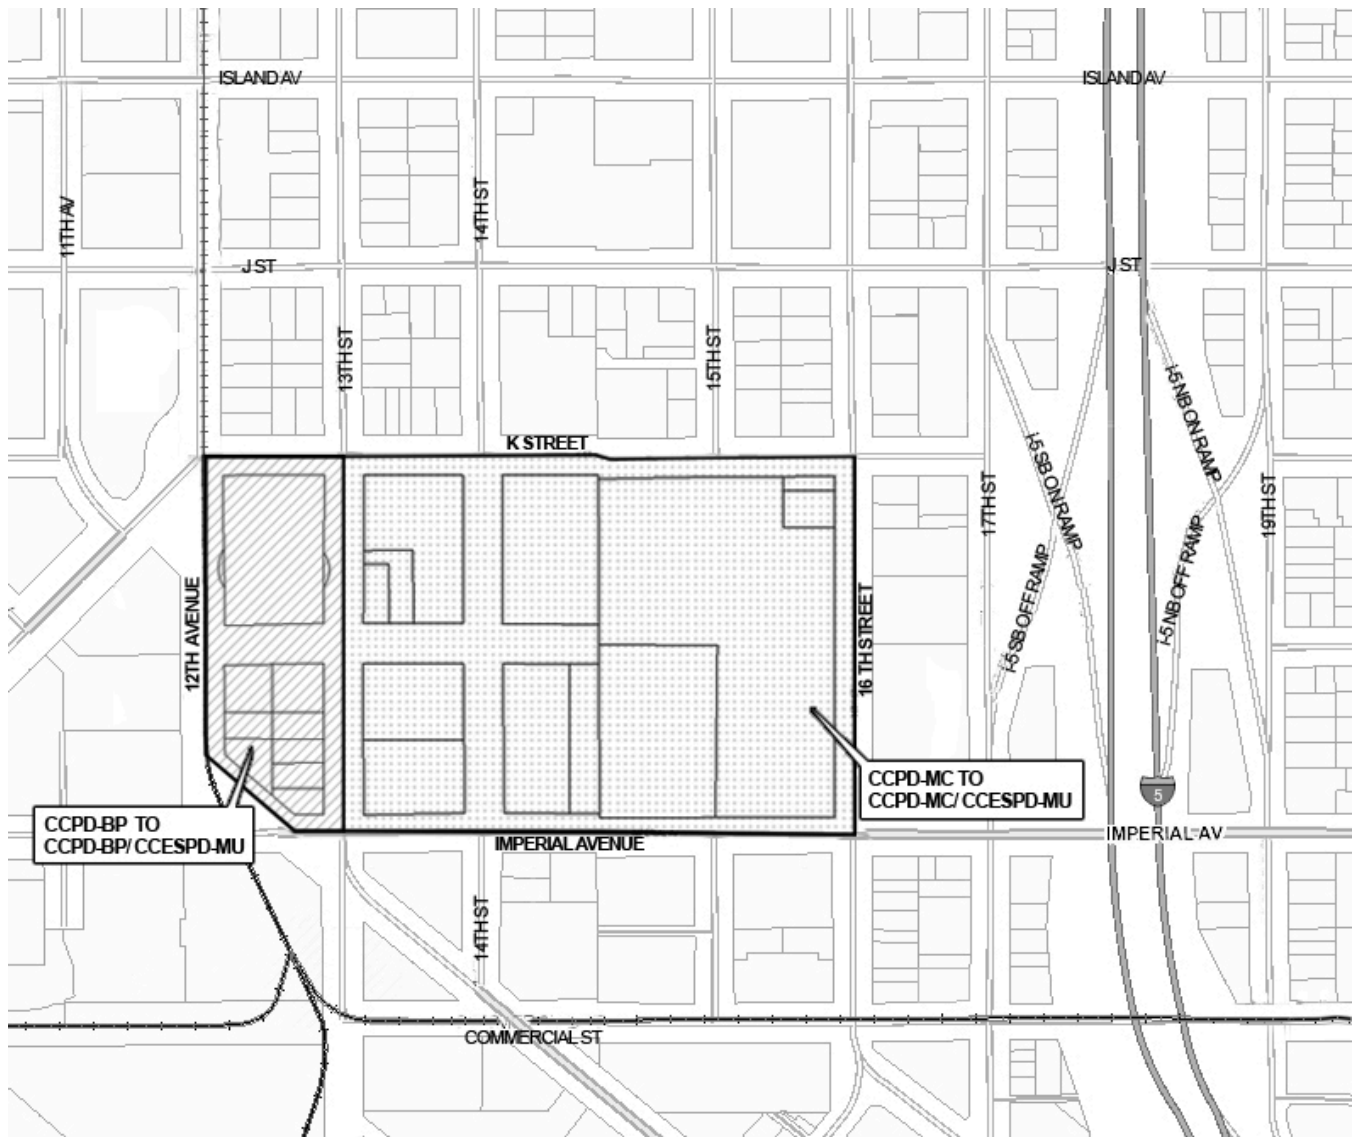 ISLAND AV
ISLAND AV
11TH AV
14TH ST
J ST
J ST
13TH ST
15TH ST
I-5 NB ON RAMP
K STREET
I-5 SB ON RAMP
17TH ST
19TH ST
I-5 NB OFF RAMP
I-5 SB OFF RAMP
12TH AVENUE
16 TH STREET
CCPD-MC TO
CCPD-MC/ CCESPD-MU
5
CCPD-BP TO
CCPD-BP/ CCESPD-MU
IMPERIAL AVENUE
IMPERIAL AV
14TH ST
COMMERCIAL ST